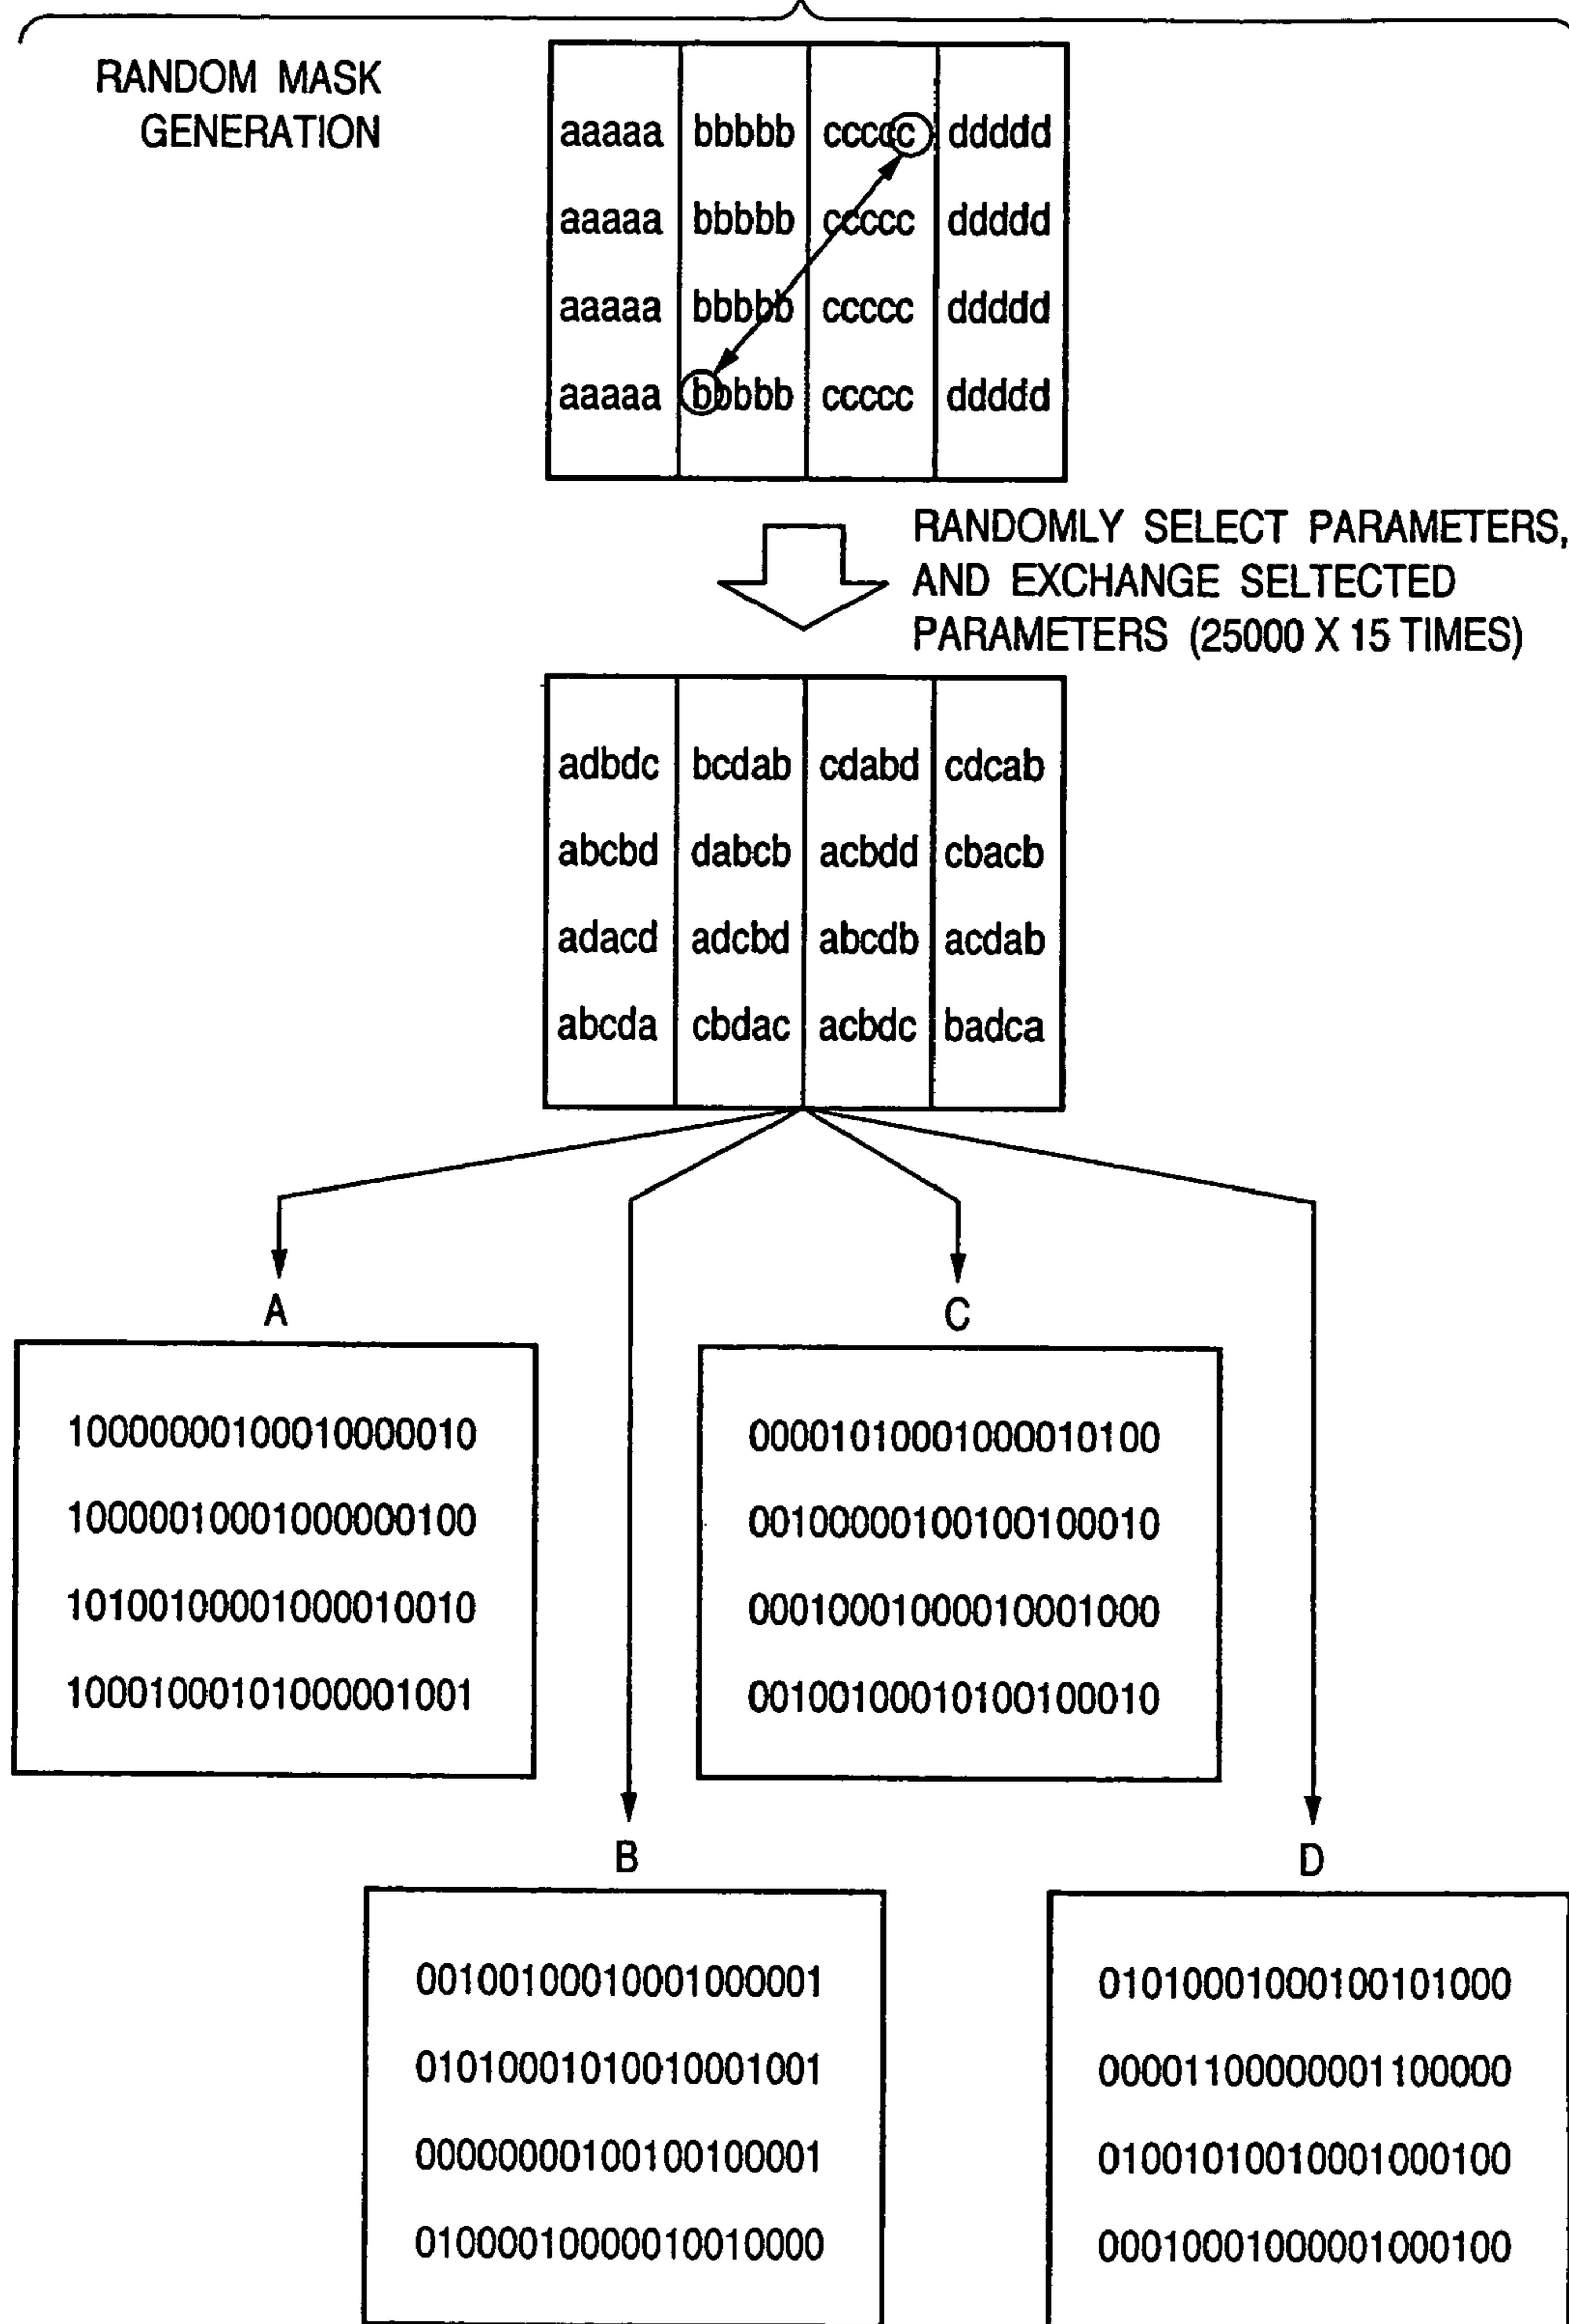 RANDOM MASK
GENERATION
aaaaa bbbbb ccccc ddddd
aaaaa bbbbb ccccc ddddd
aaaaa bbbbb ccccc ddddd
aaaaa bbbbb ccccc ddddd
RANDOMLY SELECT PARAMETERS,
AND EXCHANGE SELTECTED
PARAMETERS (25000 X 15 TIMES)
adbdc bcdab cdabd cdcab
abcbd dabcb acbdd cbacb
adacd adcbd abcdb acdab
abcda cbdac acbdc badca
A
10000000100010000010
10000010001000000100
10100100001000010010
10001000101000001001
C
00001010001000010100
00100000100100100010
00010001000010001000
00100100010100100010
B
00100100010001000001
01010001010010001001
00000000100100100001
01000010000010010000
D
01010001000100101000
00001100000001100000
01001010010001000100
00010001000001000100